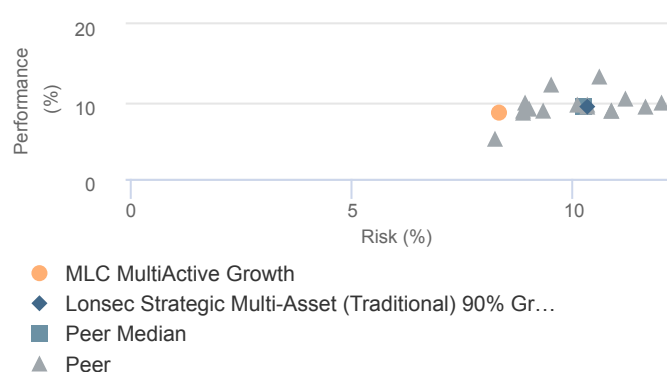 20
Performance
(%)
10
0
0
5
10
Risk (%)
MLC MultiActive Growth
Lonsec Strategic Multi-Asset (Traditional) 90% Gr…
Peer Median
Peer